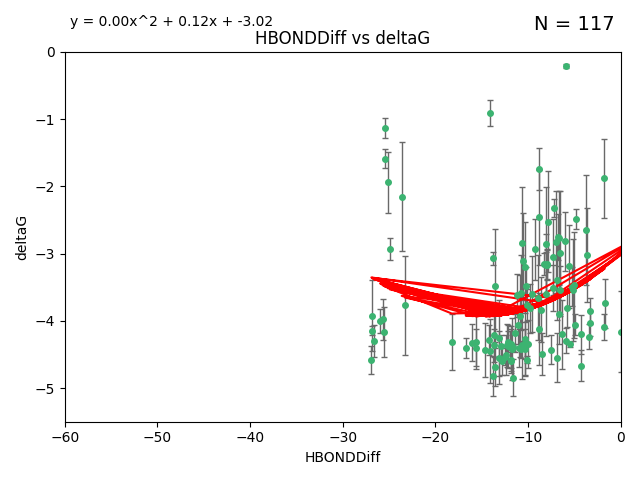 y = 0.00x^2 + 0.12x + -3.02
N = 117
HBONDDiff vs deltaG
0
−1
−2
−3
−4
−5
deltaG
−60 −50 −40 −30 −20 −10 0
HBONDDiff